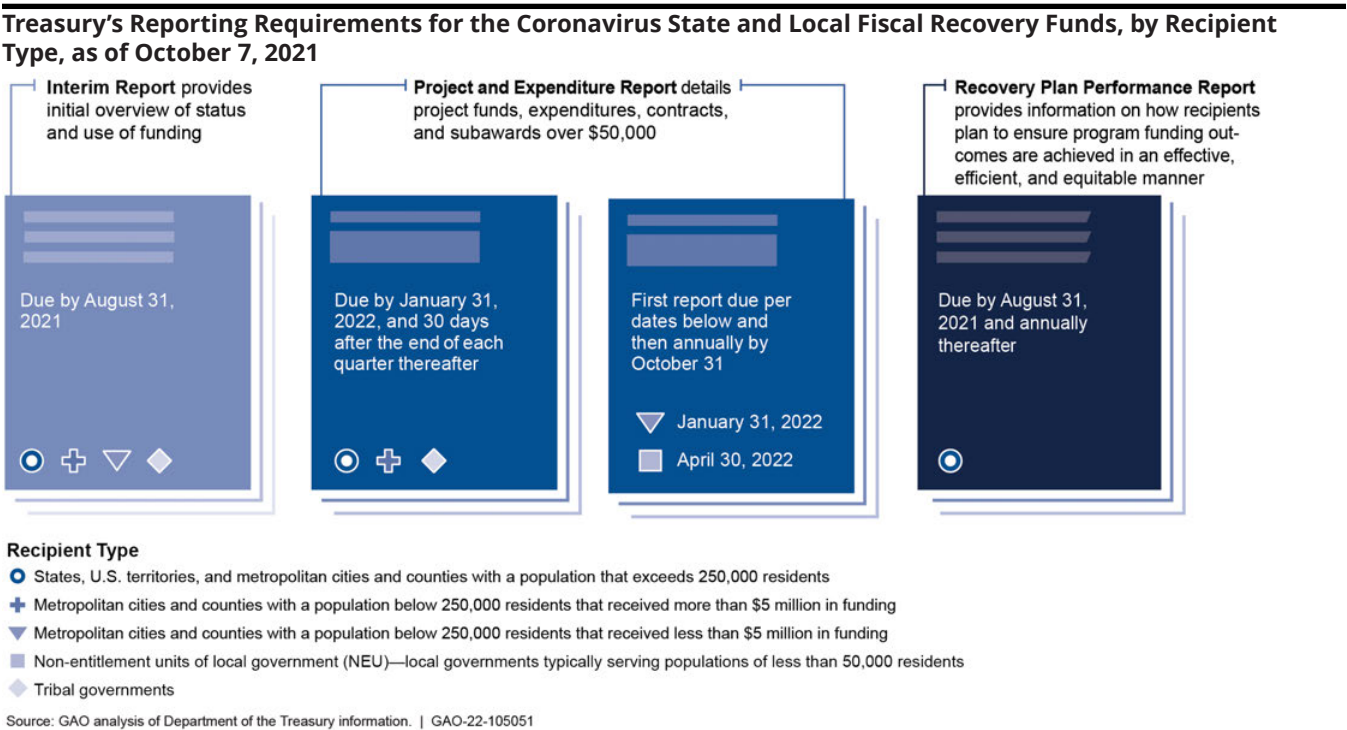 Treasury's Reporting Requirements for the Coronavirus State and Local Fiscal Recovery Funds, by Recipient
Type, as of October 7, 2021
Interim Report provides
initial overview of status
and use of funding
Project and Expenditure Report details
project funds, expenditures, contracts,
and subawards over $50,000
Recovery Plan Performance Report
provides information on how recipients
plan to ensure program funding out-
comes are achieved in an effective,
efficient, and equitable manner
Due by August 31,
2021
Due by January 31,
2022, and 30 days
after the end of each
quarter thereafter
First report due per
dates below and
then annually by
October 31
January 31, 2022
April 30, 2022
Due by August 31,
2021 and annually
thereafter
Recipient Type
States, U.S. territories, and metropolitan cities and counties with a population that exceeds 250,000 residents
Metropolitan cities and counties with a population below 250,000 residents that received more than $5 million in funding
Metropolitan cities and counties with a population below 250,000 residents that received less than $5 million in funding
Non-entitlement units of local government (NEU)—local governments typically serving populations of less than 50,000 residents
Tribal governments
Source: GAO analysis of Department of the Treasury information. | GAO-22-105051